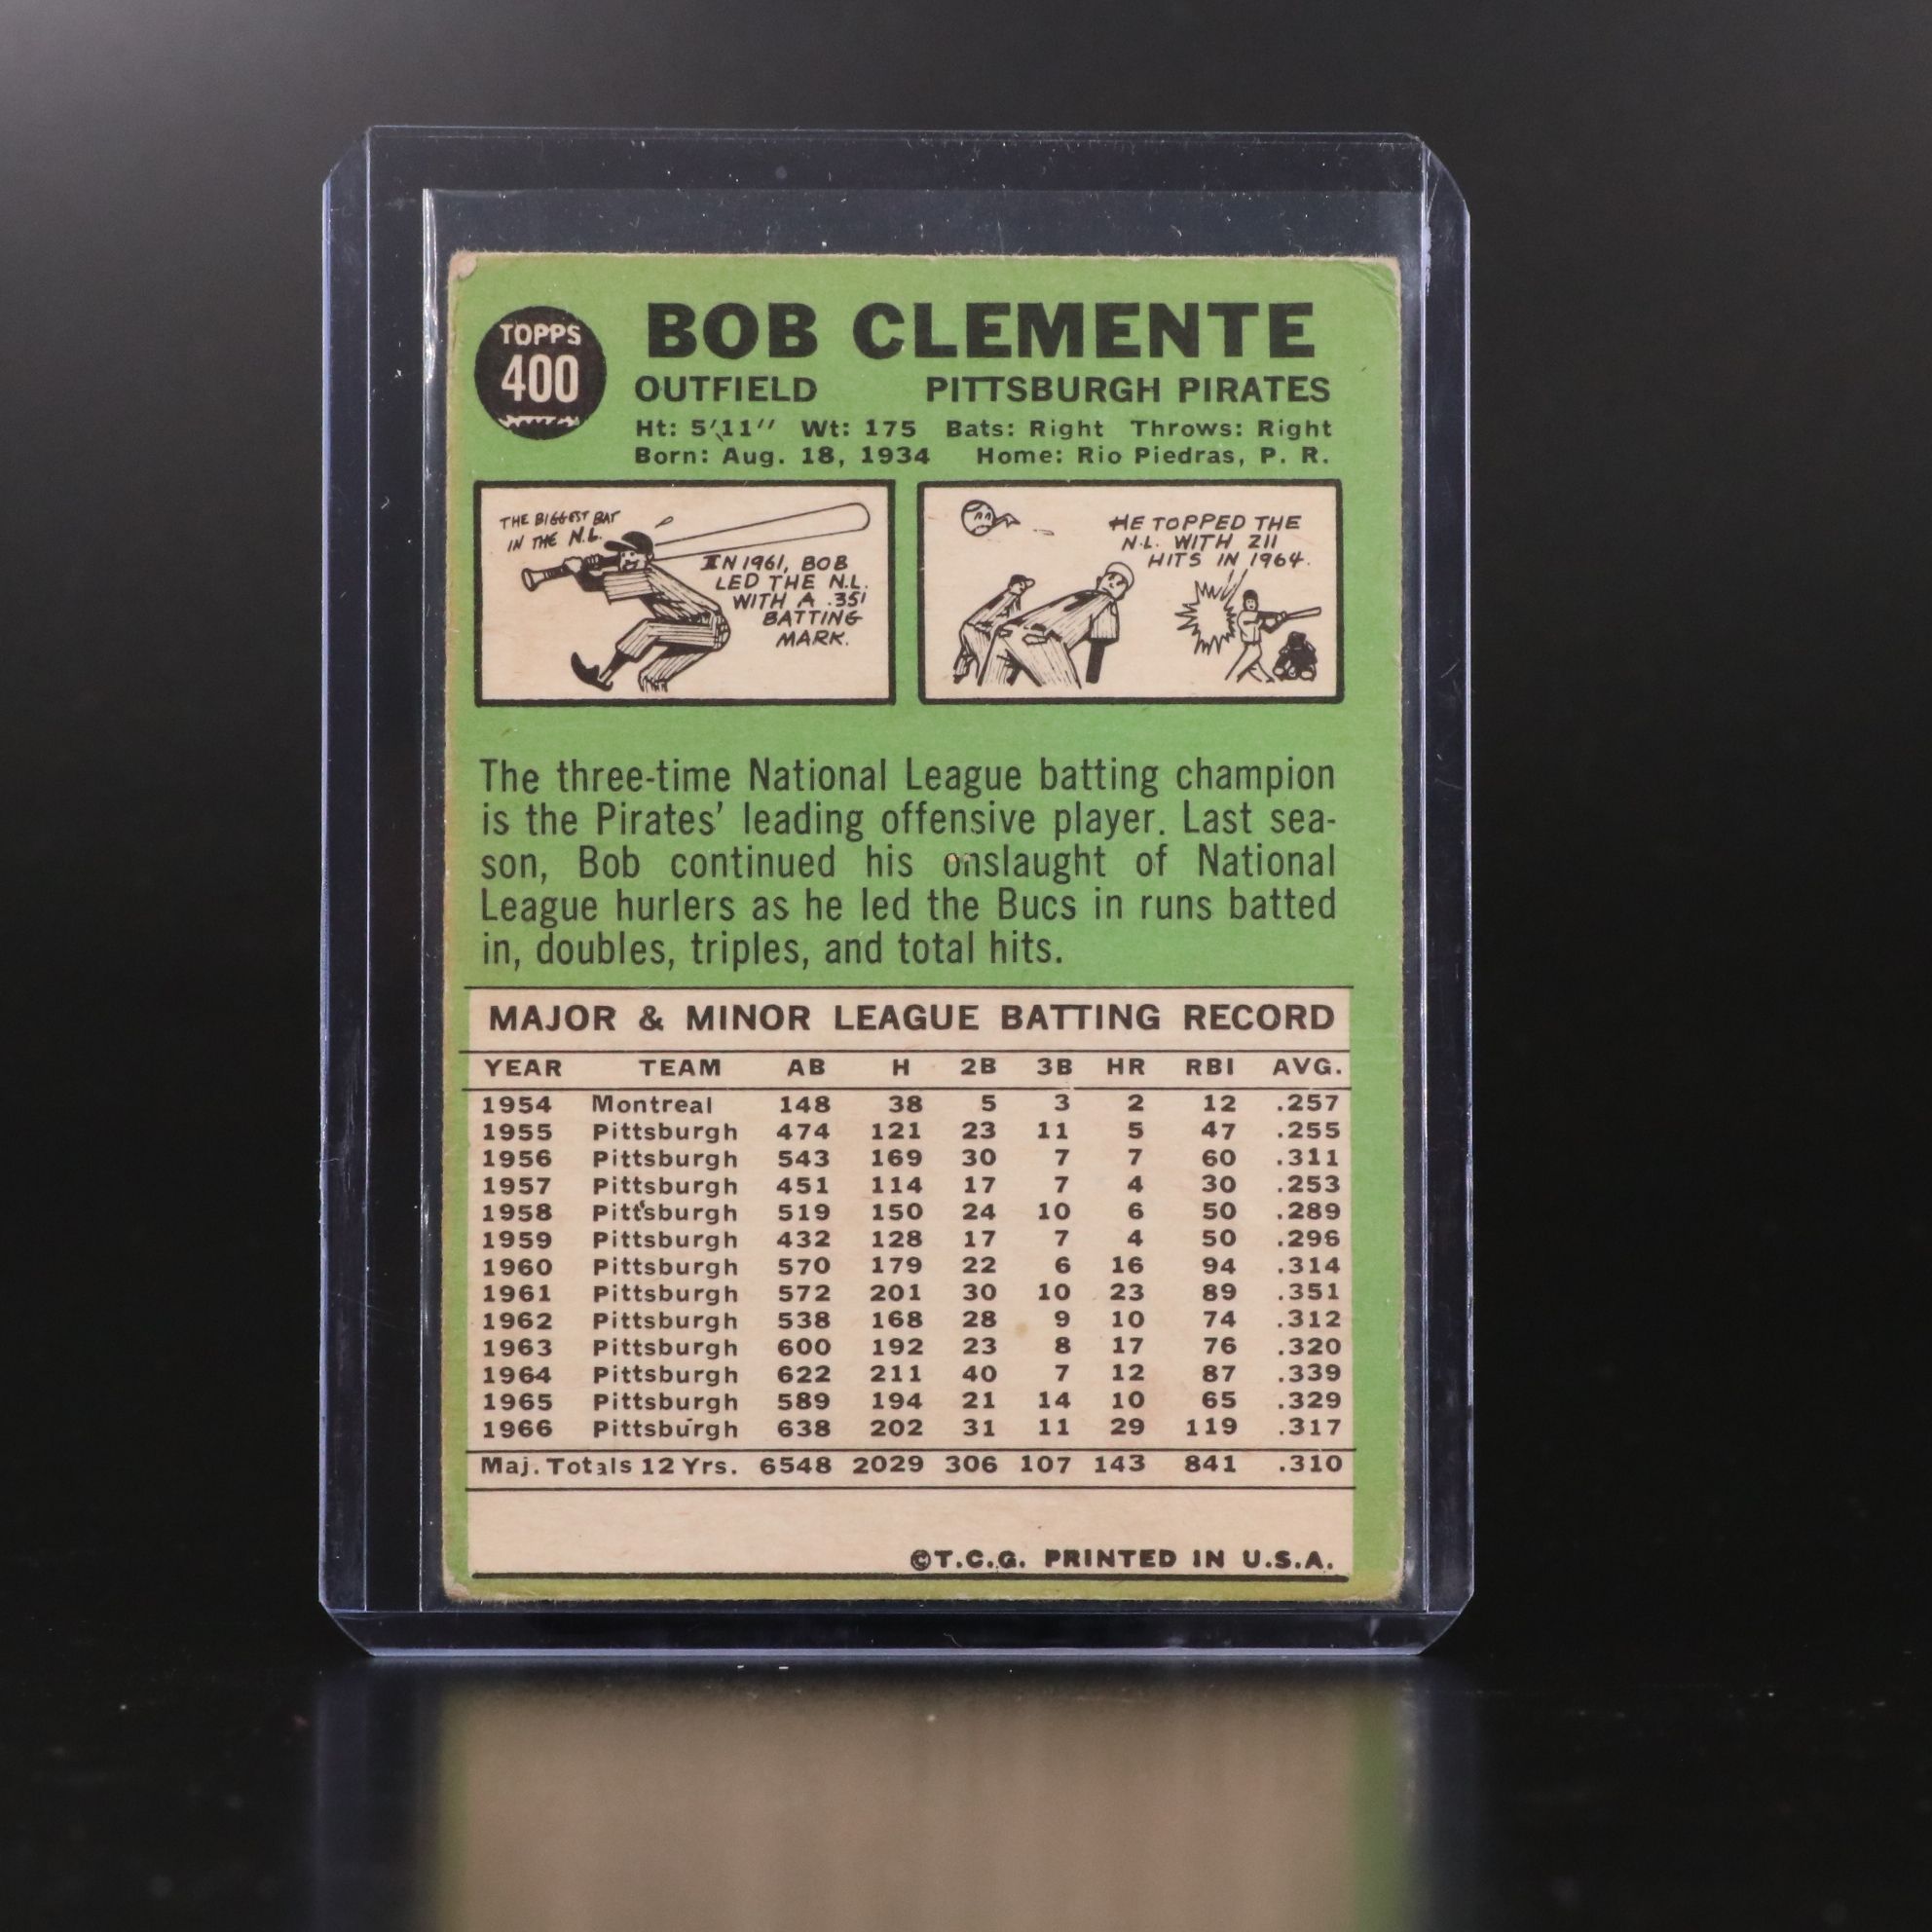 TOPPS
400
BOB CLEMENTE
OUTFIELD PITTSBURGH PIRATES
Ht: 5'11" Wt: 175 Bats: Right Throws: Right
Born: Aug. 18, 1934 Home: Rio Piedras, P. R.
THE BIGGEST BAT
IN THE N.L.
IN 1961, BOB
LED THE N.L.
WITH A .351
BATTING
MARK.
HE TOPPED THE
N.L. WITH 211
HITS IN 1964.
The three-time National League batting champion
is the Pirates' leading offensive player. Last sea-
son, Bob continued his onslaught of National
League hurlers as he led the Bucs in runs batted
in, doubles, triples, and total hits.
MAJOR & MINOR LEAGUE BATTING RECORD
YEAR TEAM AB H 2B 3B HR RBI AVG.
1954 Montreal 148 38 5 3 2 12 .257
1955 Pittsburgh 474 121 23 11 5 47 .255
1956 Pittsburgh 543 169 30 7 7 60 .311
1957 Pittsburgh 451 114 17 7 4 30 .253
1958 Pittsburgh 519 150 24 10 6 50 .289
1959 Pittsburgh 432 128 17 7 4 50 .296
1960 Pittsburgh 570 179 22 6 16 94 .314
1961 Pittsburgh 572 201 30 10 23 89 .351
1962 Pittsburgh 538 168 28 9 10 74 .312
1963 Pittsburgh 600 192 23 8 17 76 .320
1964 Pittsburgh 622 211 40 7 12 87 .339
1965 Pittsburgh 589 194 21 14 10 65 .329
1966 Pittsburgh 638 202 31 11 29 119 .317
Maj. Totals 12 Yrs. 6548 2029 306 107 143 841 .310
©T.C.G. PRINTED IN U.S.A.